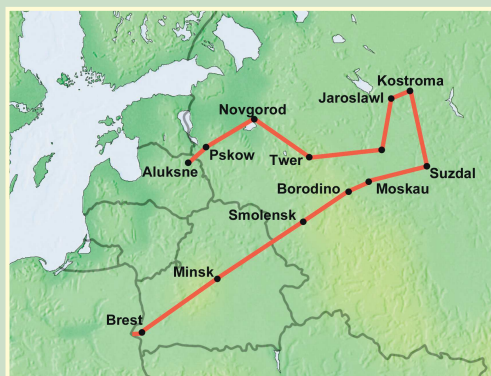 Kostroma
Jaroslawl
Novgorod
Pskow
Twer
Aluksne
Suzdal
Moskau
Borodino
Smolensk
Minsk
Brest